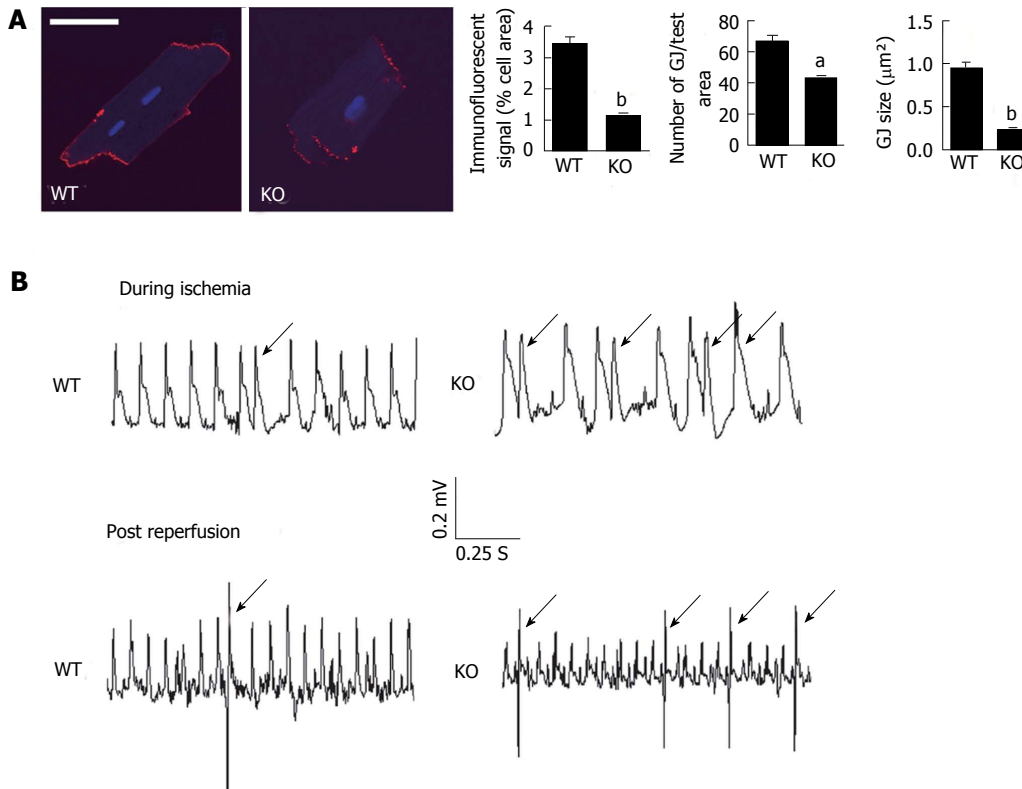 A
WT
KO
Immunofluorescent
signal (% cell area)
4
3
2
1
0
b
WT
KO
Number of GJ/test
area
80
60
40
20
0
a
WT
KO
GJ size (μm²)
1.5
1.0
0.5
0.0
b
WT
KO
B
During ischemia
WT
KO
0.2 mV
0.25 S
Post reperfusion
WT
KO